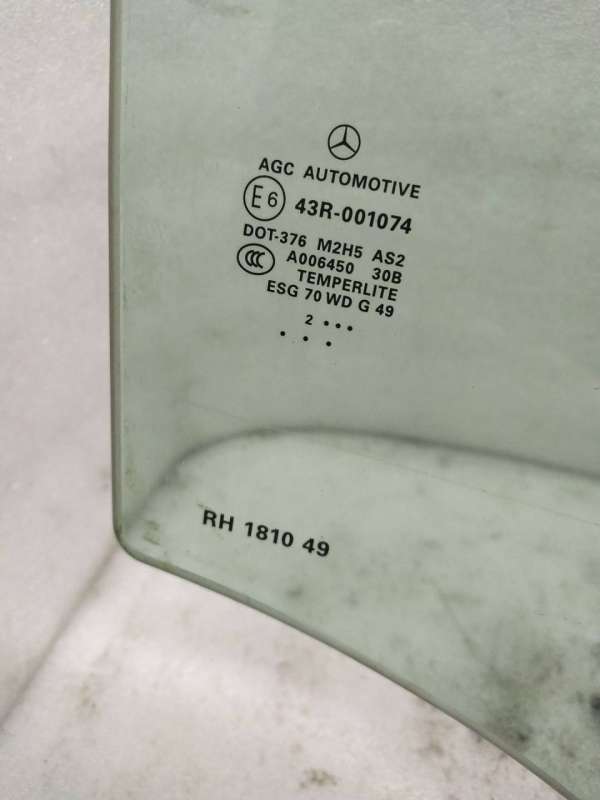 AGC AUTOMOTIVE
E6 43R-001074
DOT-376 M2H5 AS2
CCC A006450 30B
TEMPERLITE
ESG 70 WD G 49
2 •••
• • •
RH 1810 49